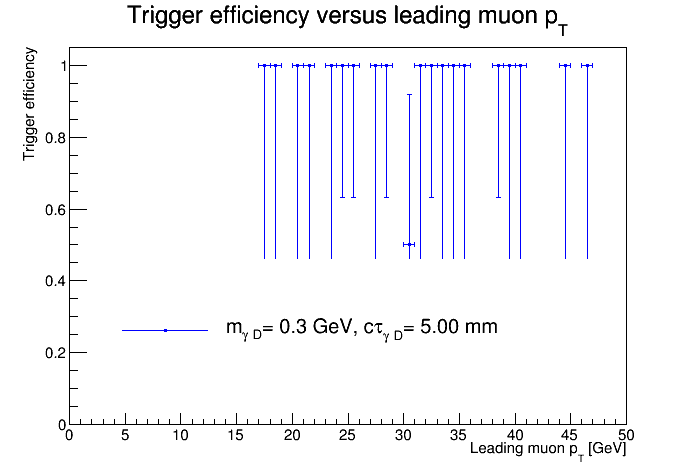 Trigger efficiency versus leading muon p_T
Trigger efficiency
1
0.8
0.6
0.4
0.2
0
m_γ D= 0.3 GeV, cτ_γ D= 5.00 mm
0 5 10 15 20 25 30 35 40 45 50
Leading muon p_T [GeV]